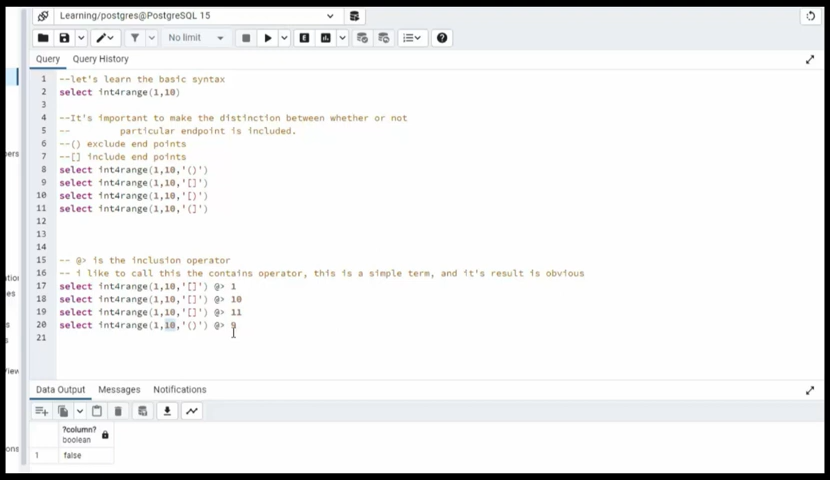 Learning/postgres@PostgreSQL 15
No limit
Query Query History
1 --let's learn the basic syntax
2 select int4range(1,10)
3
4 --It's important to make the distinction between whether or not
5 -- particular endpoint is included.
6 --() exclude end points
7 --[] include end points
8 select int4range(1,10,'()')
9 select int4range(1,10,'[]')
10 select int4range(1,10,'[)')
11 select int4range(1,10,'(]')
12
13
14
15 -- @> is the inclusion operator
16 -- i like to call this the contains operator, this is a simple term, and it's result is obvious
17 select int4range(1,10,'[]') @> 1
18 select int4range(1,10,'[]') @> 10
19 select int4range(1,10,'[]') @> 11
20 select int4range(1,10,'()') @> 9
21
Data Output Messages Notifications
?column?
boolean
1 false